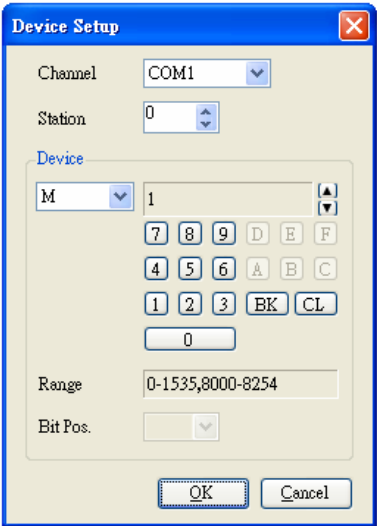 Device Setup
Channel COM1
Station 0
Device
M 1
7 8 9 D E F
4 5 6 A B C
1 2 3 BK CL
0
Range 0-1535,8000-8254
Bit Pos.
OK Cancel